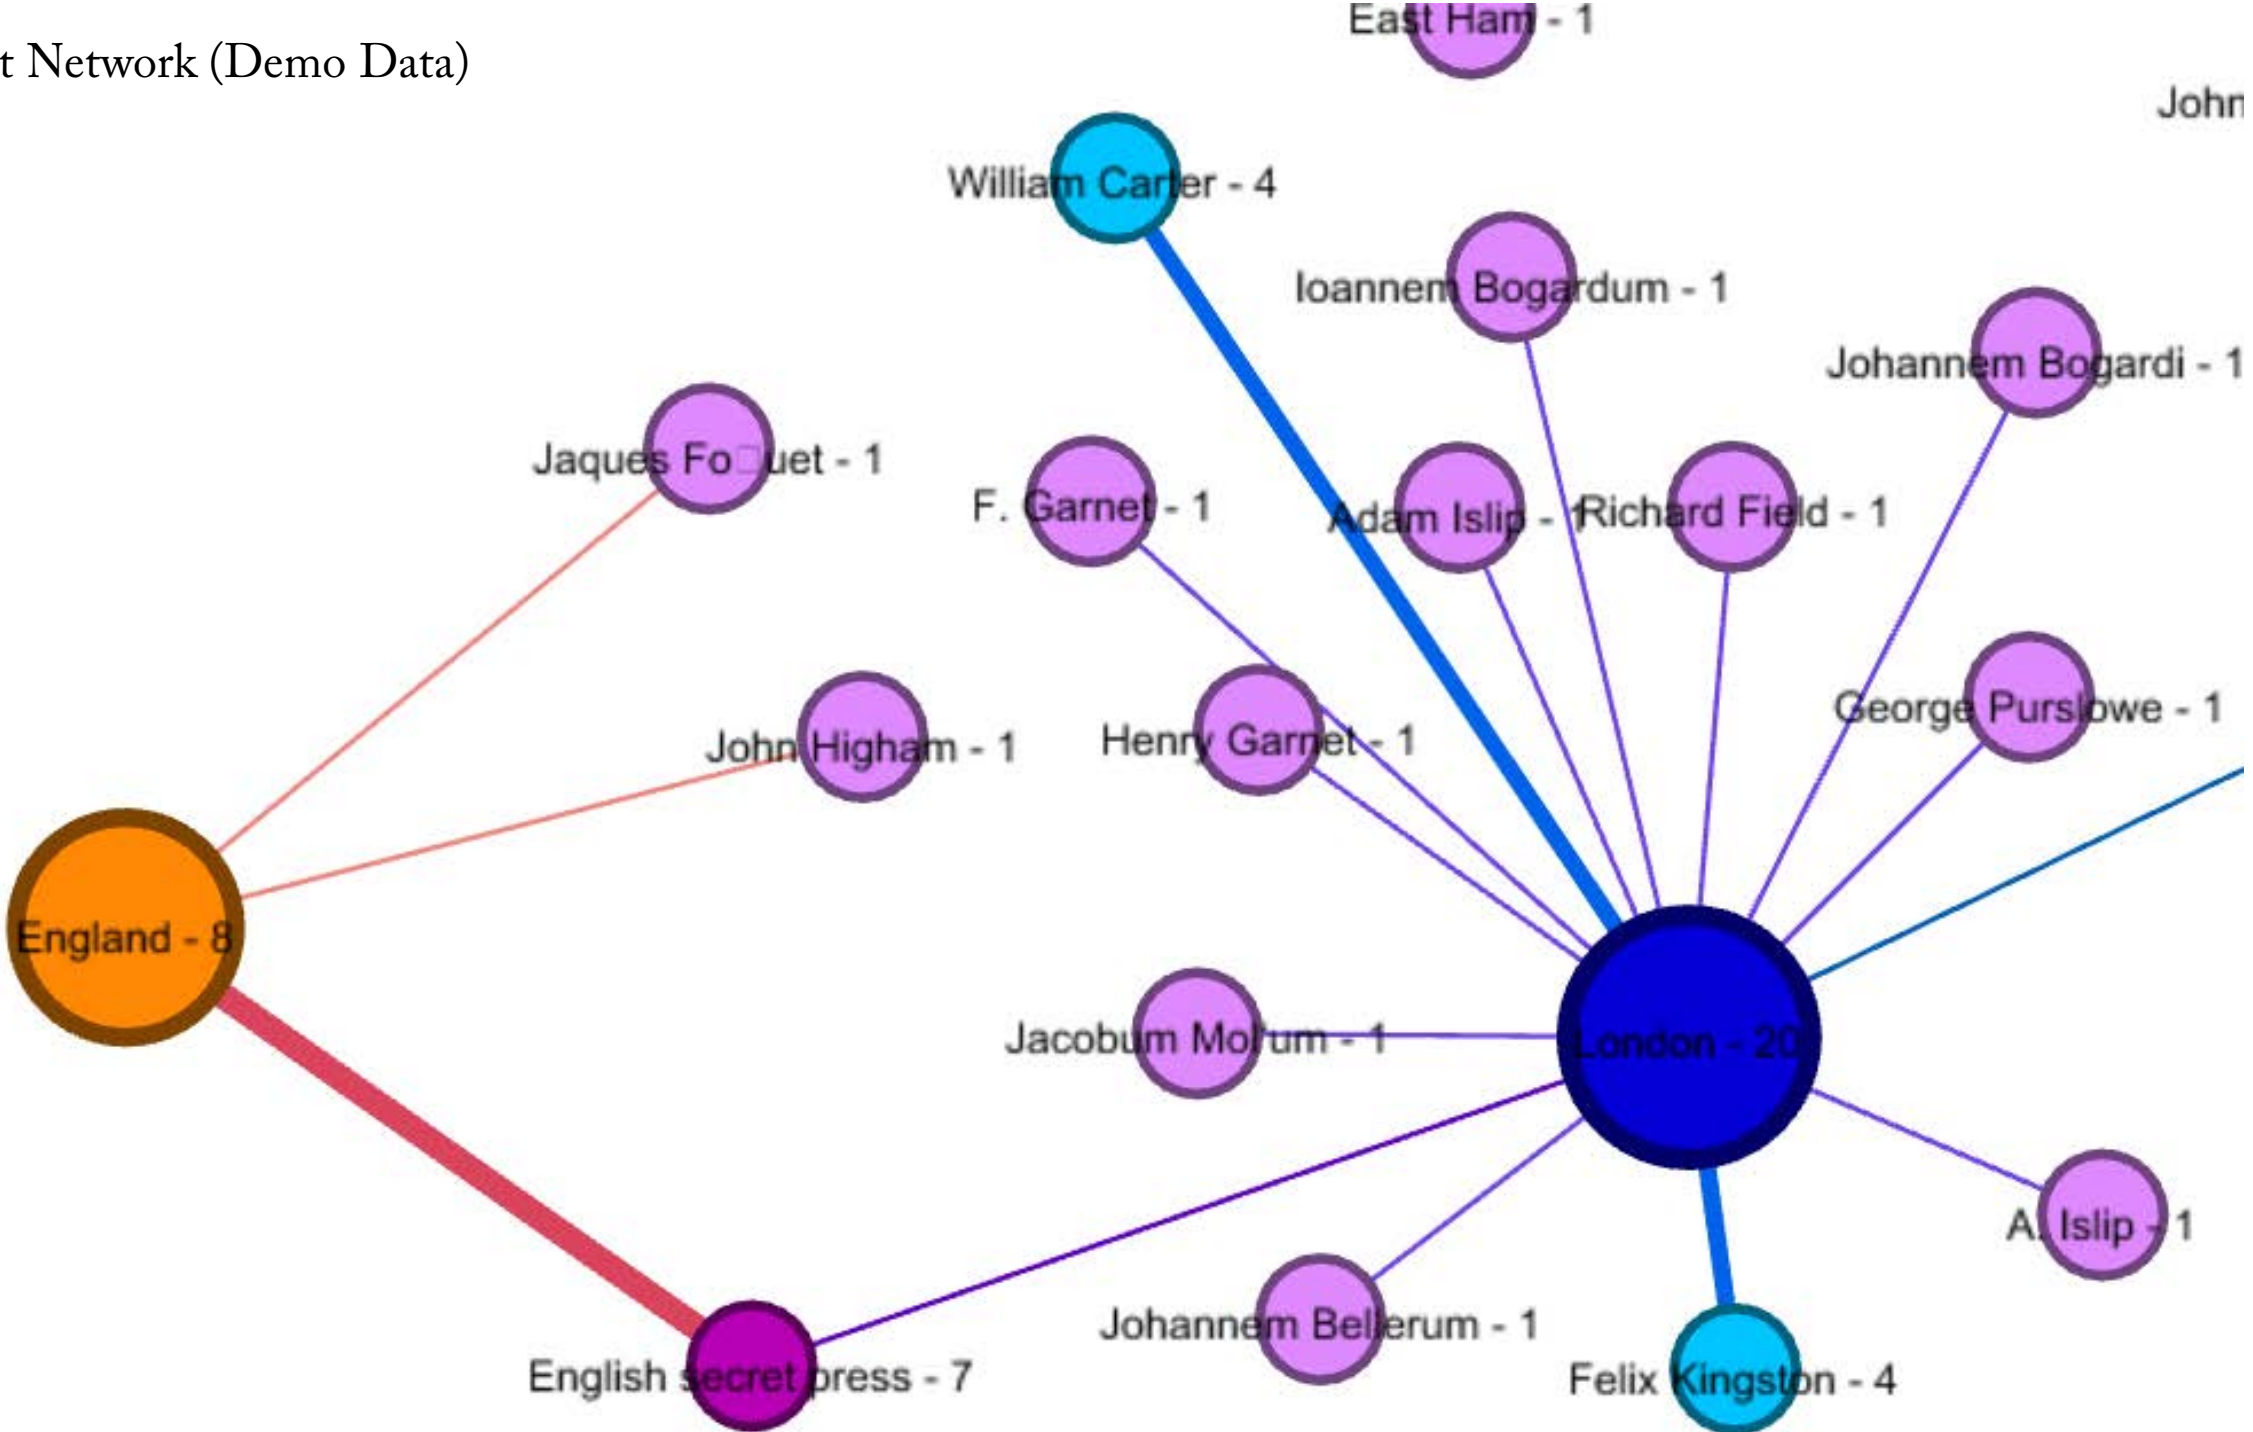 East Ham - 1
t Network (Demo Data)
John
William Carter - 4
Ioannem Bogardum - 1
Johannem Bogardi - 1
Jaques Fo□uet - 1
F. Garnet - 1
Adam Islip - 1
Richard Field - 1
George Purslowe - 1
John Higham - 1
Henry Garnet - 1
England - 8
Jacobum - 1
London - 20
A. Islip - 1
Johannem Bellerum - 1
English secret press - 7
Felix Kingston - 4